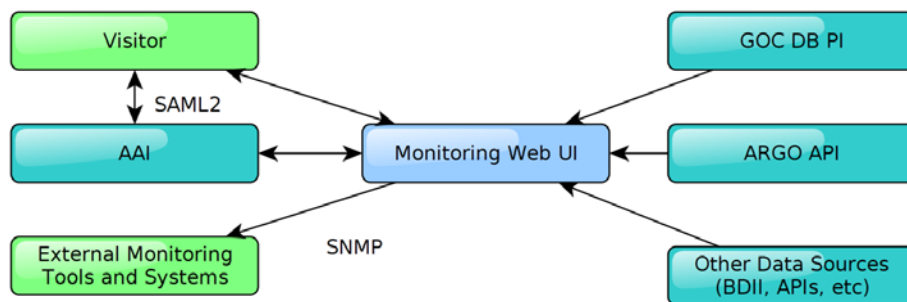 Visitor
GOC DB PI
SAML2
AAI
Monitoring Web UI
ARGO API
External Monitoring
Tools and Systems
SNMP
Other Data Sources
(BDII, APIs, etc)